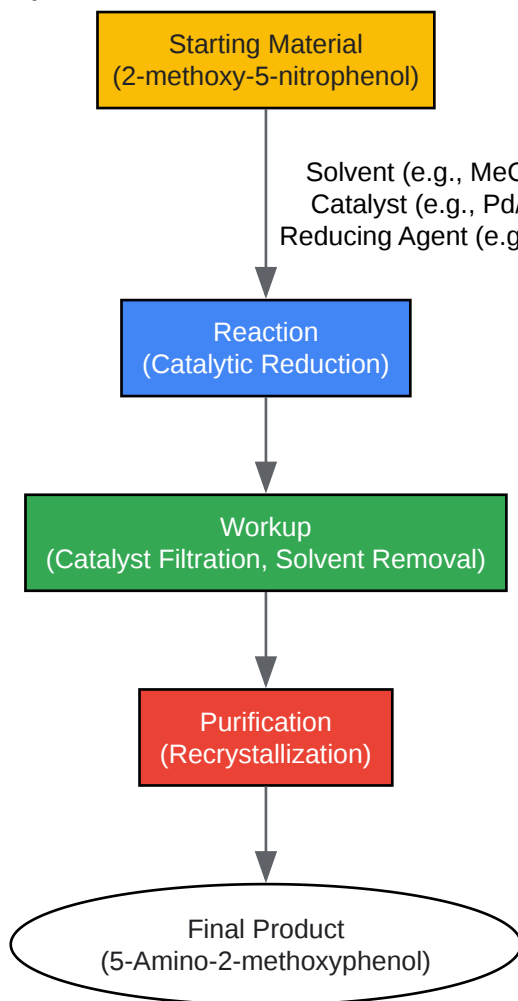 Starting Material
(2-methoxy-5-nitrophenol)
Solvent (e.g.,
Catalyst (e.g.,
Reducing Agent
Reaction
(Catalytic Reduction)
Workup
(Catalyst Filtration, Solvent Removal)
Purification
(Recrystallization)
Final Product
(5-Amino-2-methoxyphenol)